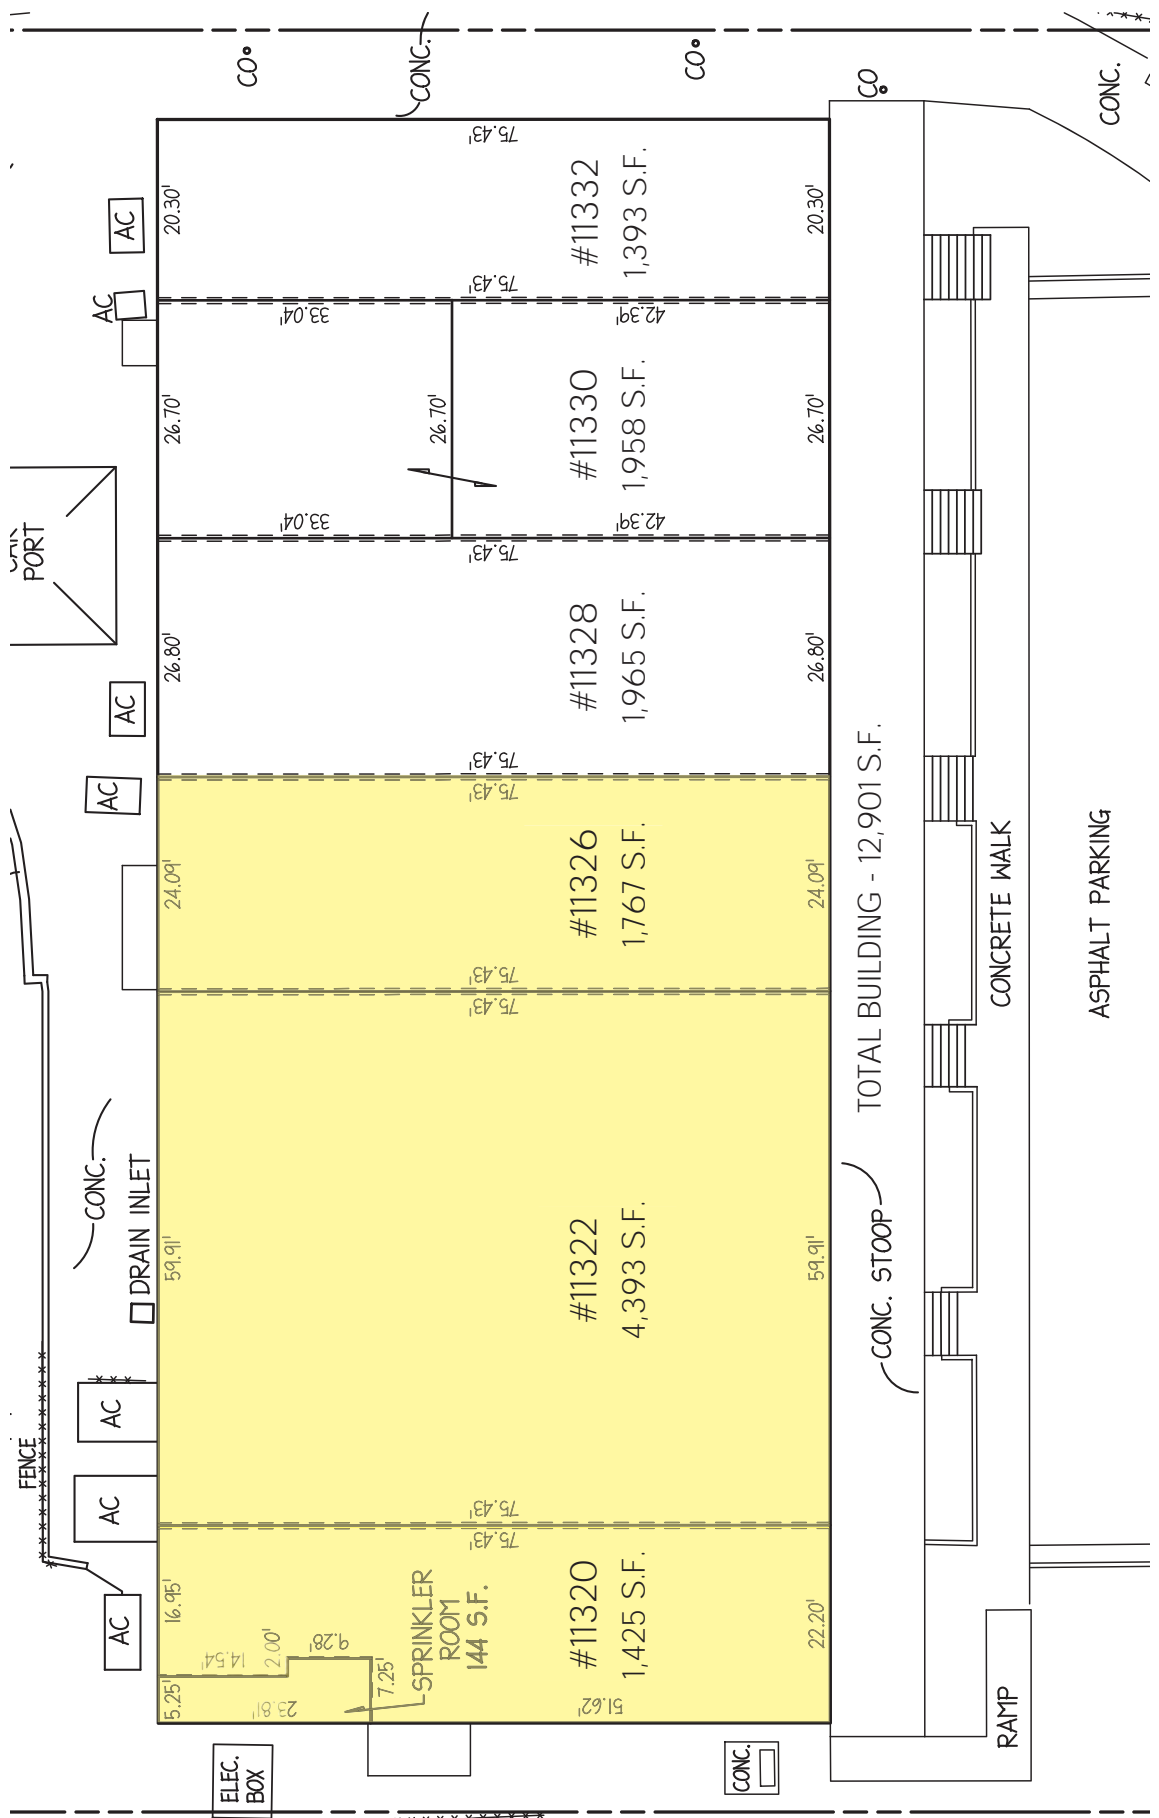 CO
CONC.
CO
CO
CONC.
75.43'
20.30'
#11332
1,393 S.F.
20.30'
AC
75.43'
AC
33.04'
42.39'
26.70'
26.70'
#11330
1,958 S.F.
26.70'
33.04'
42.39'
PORT
75.43'
26.80'
#11328
1,965 S.F.
26.80'
AC
75.43'
AC
75.43'
24.09'
#11326
1,767 S.F.
24.09'
TOTAL BUILDING - 12,901 S.F.
CONCRETE WALK
ASPHALT PARKING
75.43'
75.43'
CONC.
DRAIN INLET
59.91'
#11322
4,393 S.F.
59.91'
CONC. STOOP
AC
FENCE
AC
75.43'
75.43'
AC
16.95'
SPRINKLER
ROOM
144 S.F.
#11320
1,425 S.F.
22.20'
14.54'
2.00'
9.28'
7.25'
5.25'
23.81'
51.62'
RAMP
ELEC.
BOX
CONC.